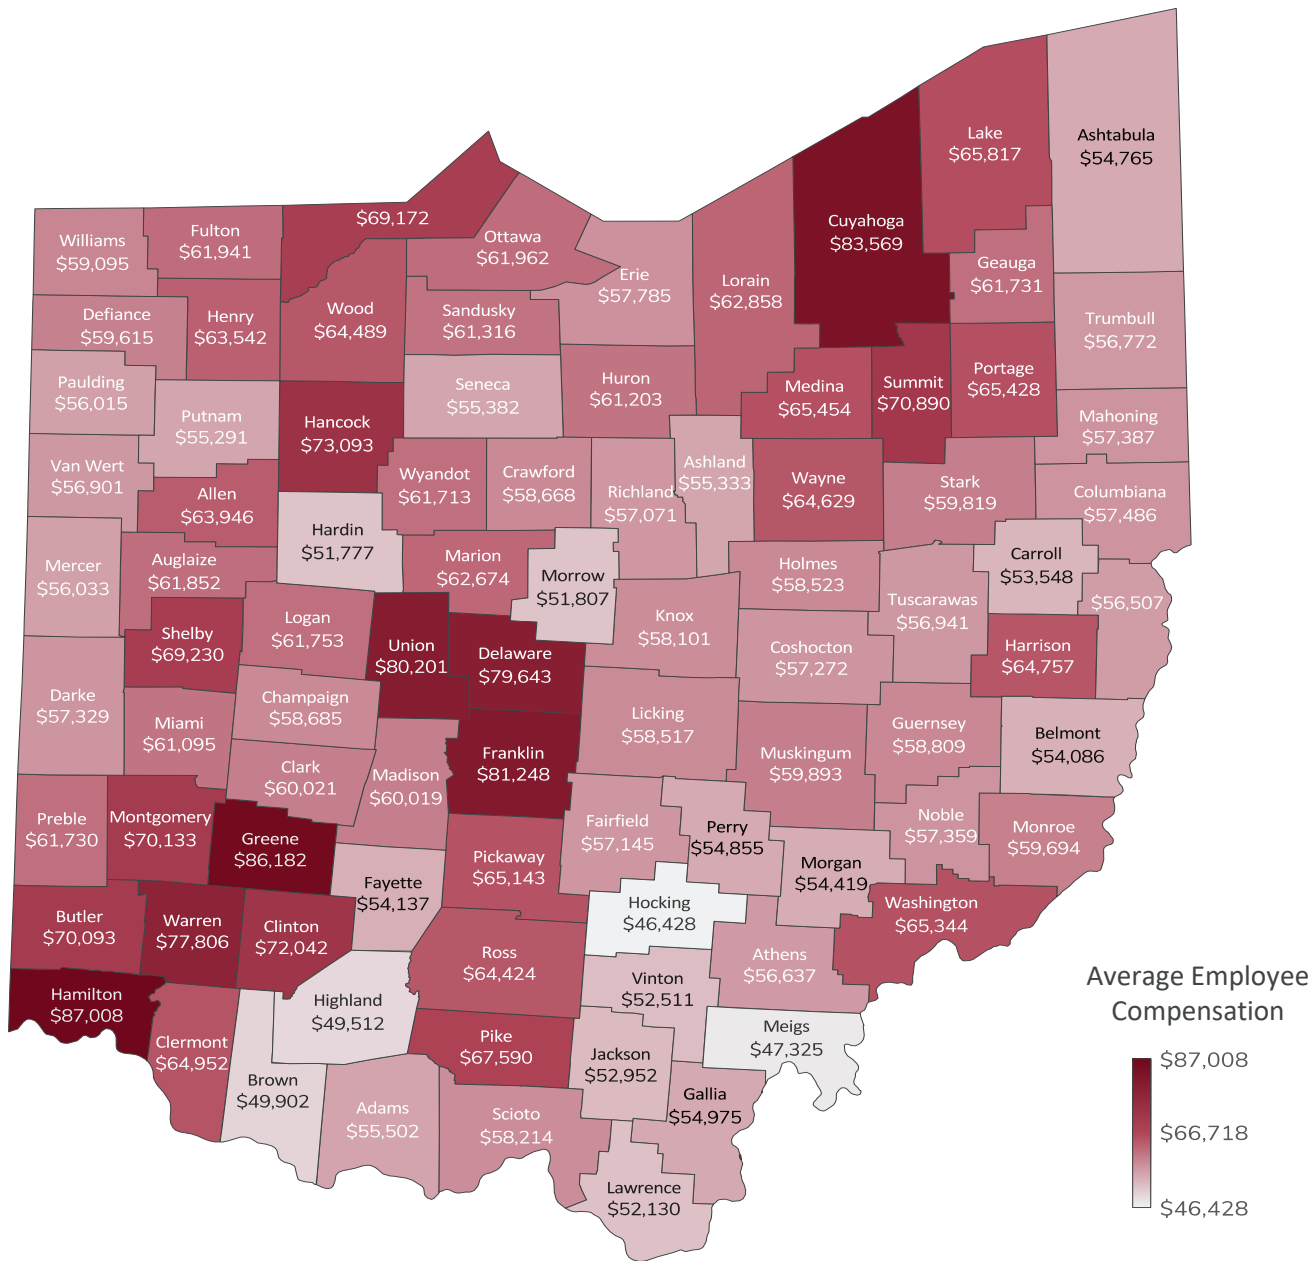 Lake
$65,817
Ashtabula
$54,765
Cuyahoga
$83,569
$69,172
Williams
$59,095
Fulton
$61,941
Ottawa
$61,962
Erie
$57,785
Lorain
$62,858
Geauga
$61,731
Defiance
$59,615
Henry
$63,542
Wood
$64,489
Sandusky
$61,316
Trumbull
$56,772
Paulding
$56,015
Putnam
$55,291
Hancock
$73,093
Seneca
$55,382
Huron
$61,203
Medina
$65,454
Summit
$70,890
Portage
$65,428
Mahoning
$57,387
Van Wert
$56,901
Allen
$63,946
Wyandot
$61,713
Crawford
$58,668
Richland
$57,071
Ashland
$55,333
Wayne
$64,629
Stark
$59,819
Columbiana
$57,486
Mercer
$56,033
Auglaize
$61,852
Hardin
$51,777
Marion
$62,674
Morrow
$51,807
Holmes
$58,523
Carroll
$53,548
Tuscarawas
$56,941
$56,507
Shelby
$69,230
Logan
$61,753
Union
$80,201
Delaware
$79,643
Knox
$58,101
Coshocton
$57,272
Harrison
$64,757
Darke
$57,329
Miami
$61,095
Champaign
$58,685
Licking
$58,517
Muskingum
$59,893
Guernsey
$58,809
Belmont
$54,086
Clark
$60,021
Madison
$60,019
Franklin
$81,248
Preble
$61,730
Montgomery
$70,133
Greene
$86,182
Fairfield
$57,145
Perry
$54,855
Noble
$57,359
Monroe
$59,694
Fayette
$54,137
Pickaway
$65,143
Morgan
$54,419
Butler
$70,093
Warren
$77,806
Clinton
$72,042
Hocking
$46,428
Washington
$65,344
Ross
$64,424
Athens
$56,637
Vinton
$52,511
Hamilton
$87,008
Highland
$49,512
Clermont
$64,952
Pike
$67,590
Jackson
$52,952
Meigs
$47,325
Brown
$49,902
Adams
$55,502
Scioto
$58,214
Gallia
$54,975
Lawrence
$52,130
Average Employee
Compensation
$87,008
$66,718
$46,428